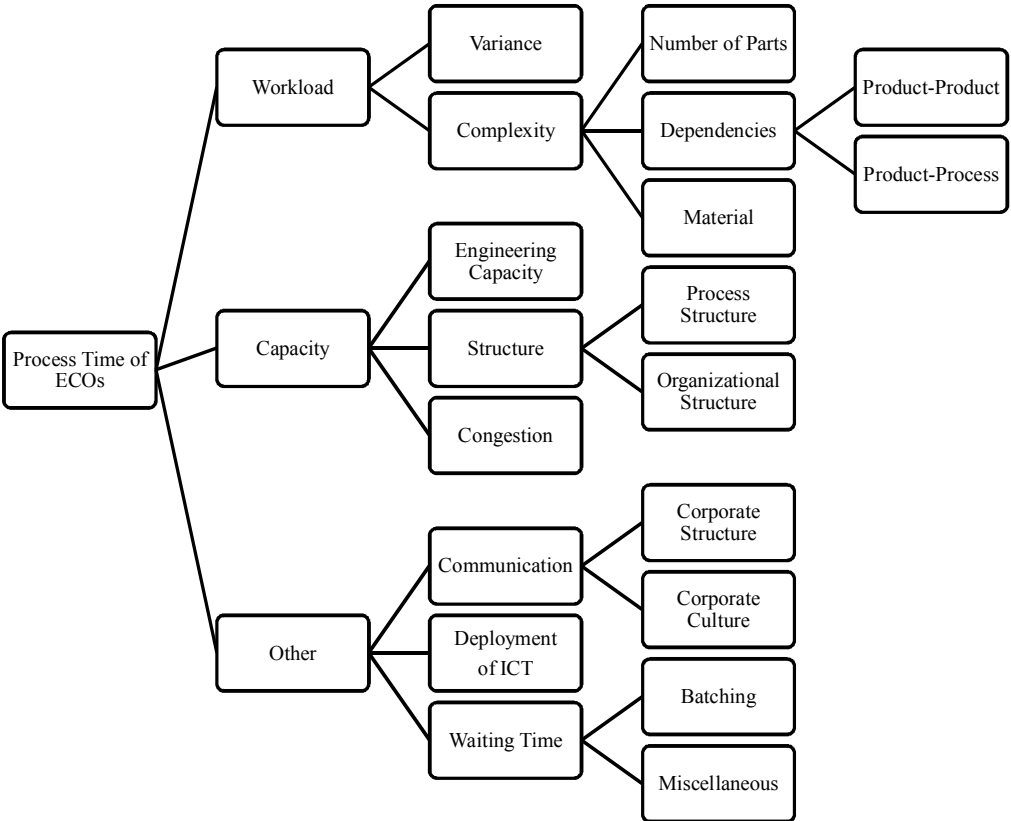 Variance
Number of Parts
Workload
Product-Product
Complexity
Dependencies
Product-Process
Material
Engineering
Capacity
Process
Structure
Capacity
Structure
Process Time of
ECOs
Organizational
Structure
Congestion
Corporate
Structure
Communication
Corporate
Culture
Other
Deployment
of ICT
Batching
Waiting Time
Miscellaneous